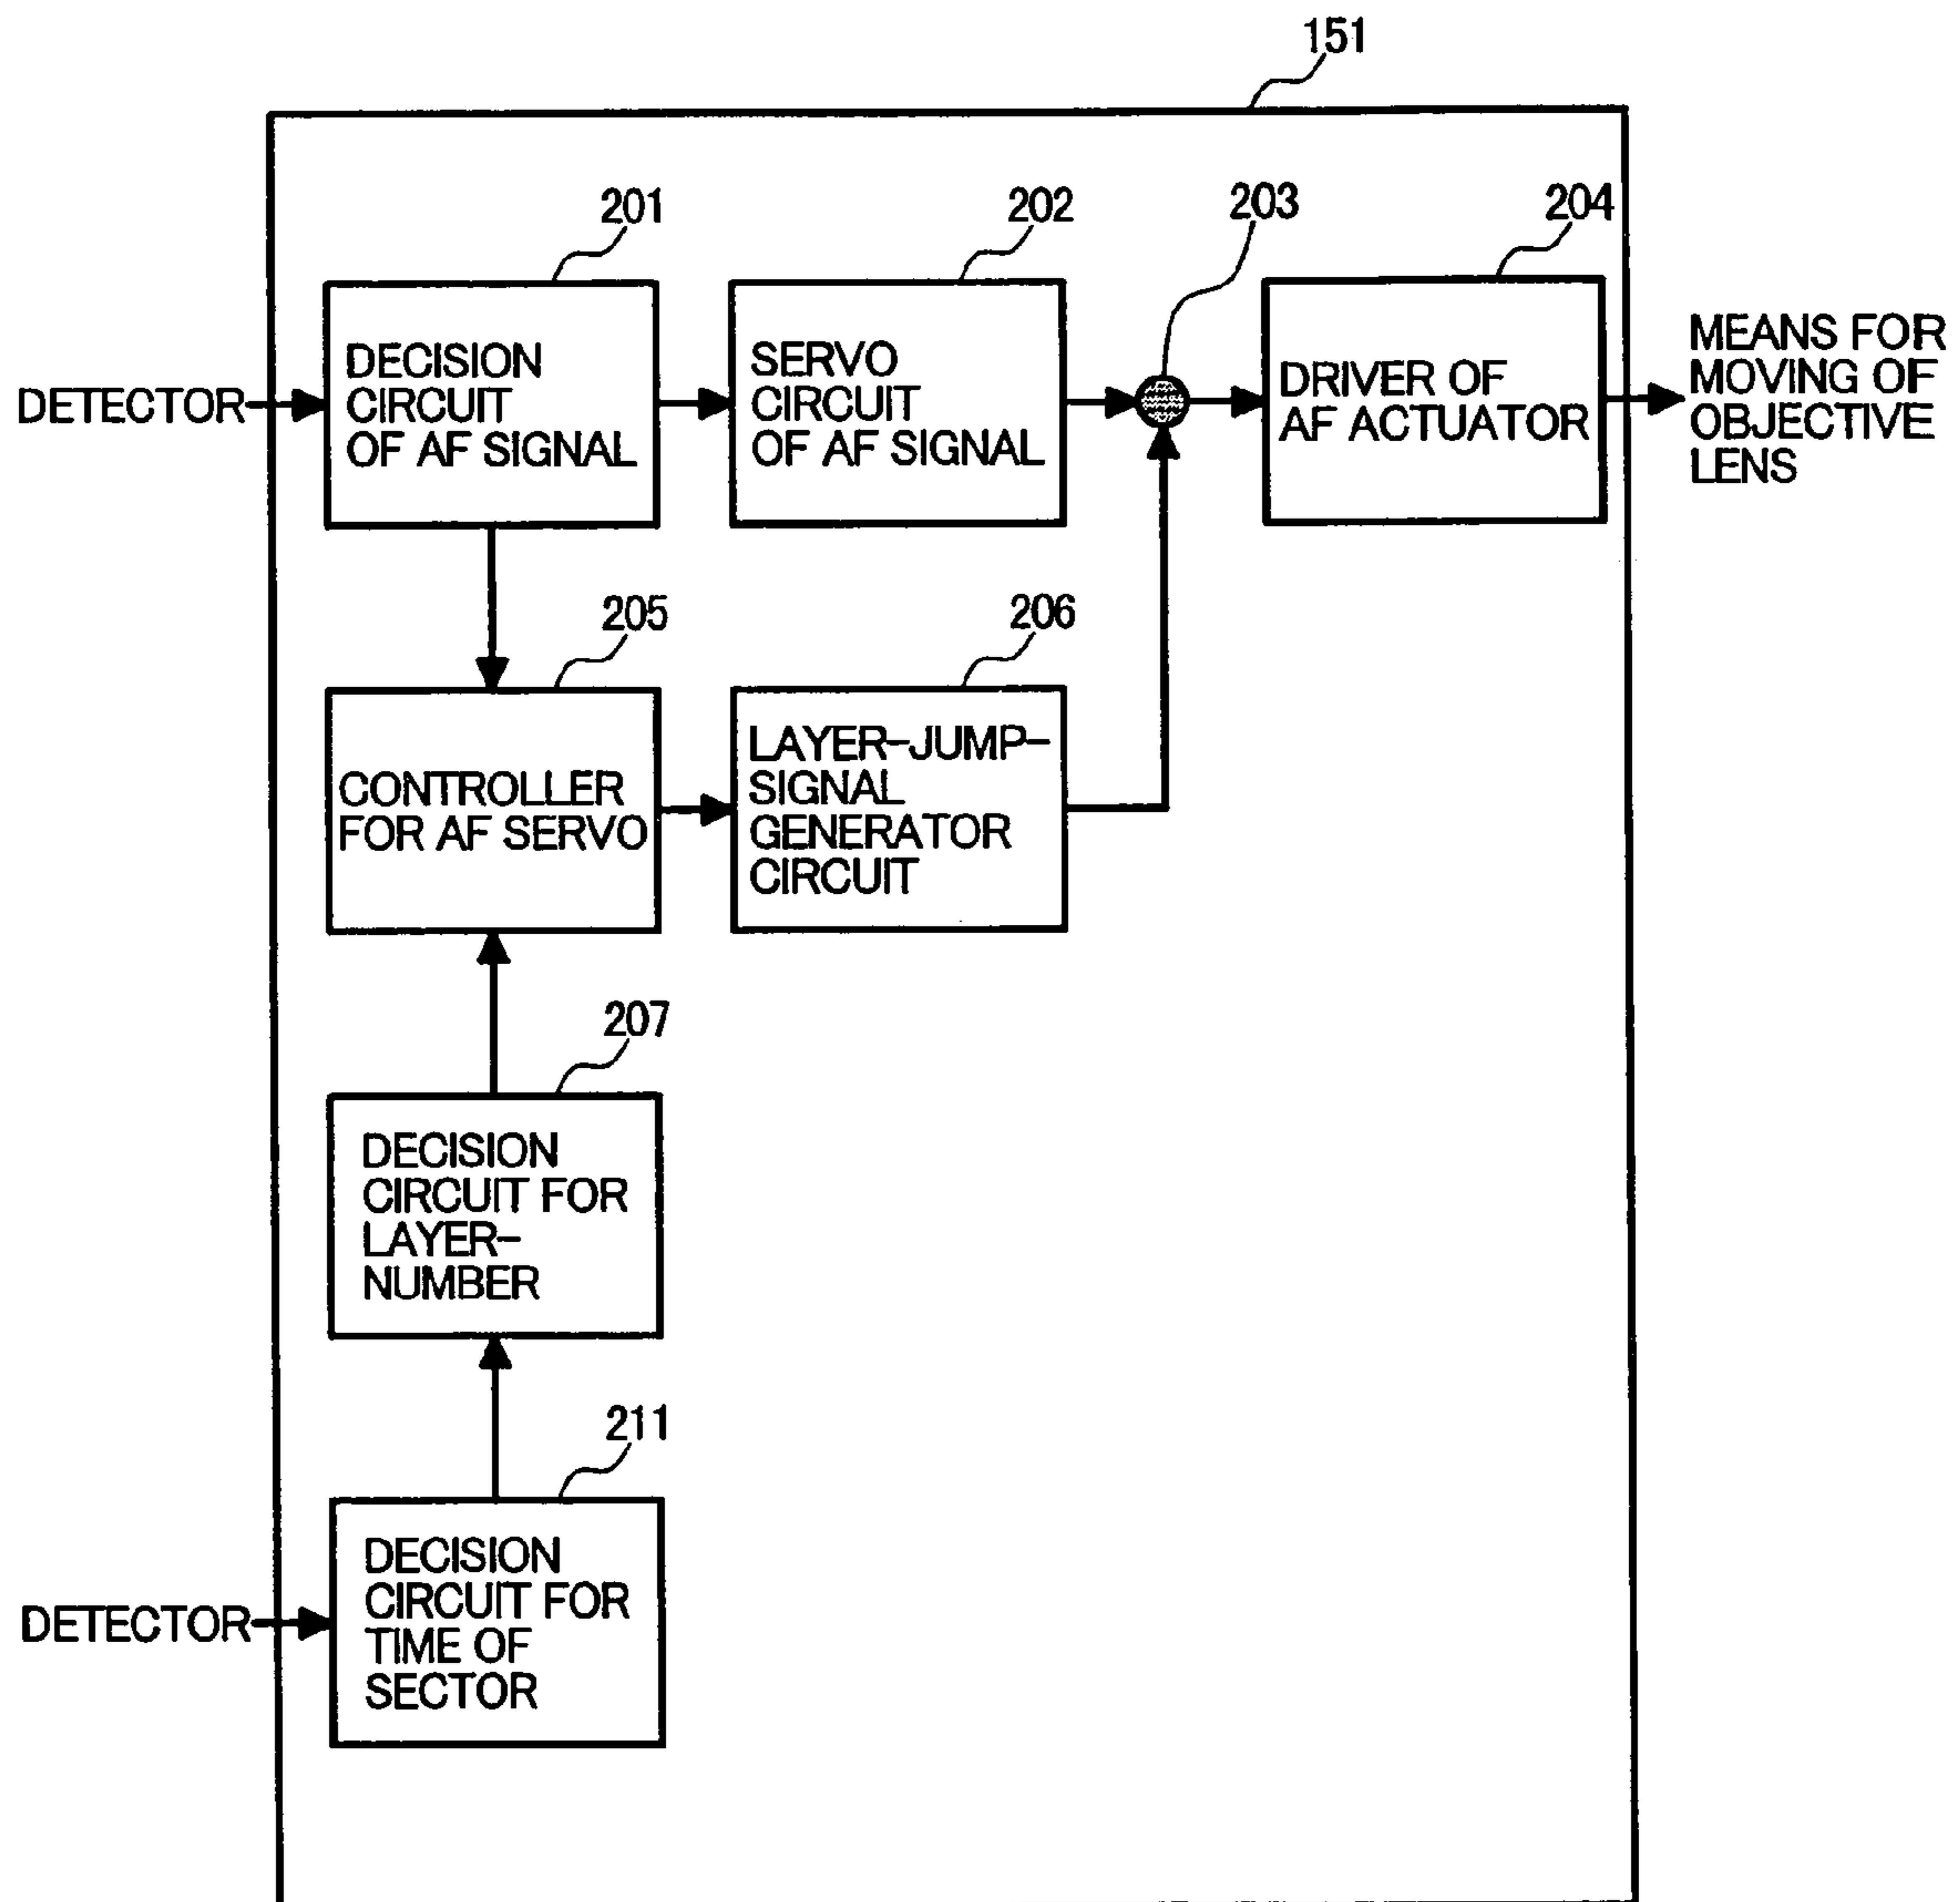 151
201
202
203
204
DETECTOR
DECISION
CIRCUIT
OF AF SIGNAL
SERVO
CIRCUIT
OF AF SIGNAL
DRIVER OF
AF ACTUATOR
MEANS FOR
MOVING OF
OBJECTIVE
LENS
205
206
CONTROLLER
FOR AF SERVO
LAYER-JUMP-
SIGNAL
GENERATOR
CIRCUIT
207
DECISION
CIRCUIT FOR
LAYER-
NUMBER
211
DETECTOR
DECISION
CIRCUIT FOR
TIME OF
SECTOR